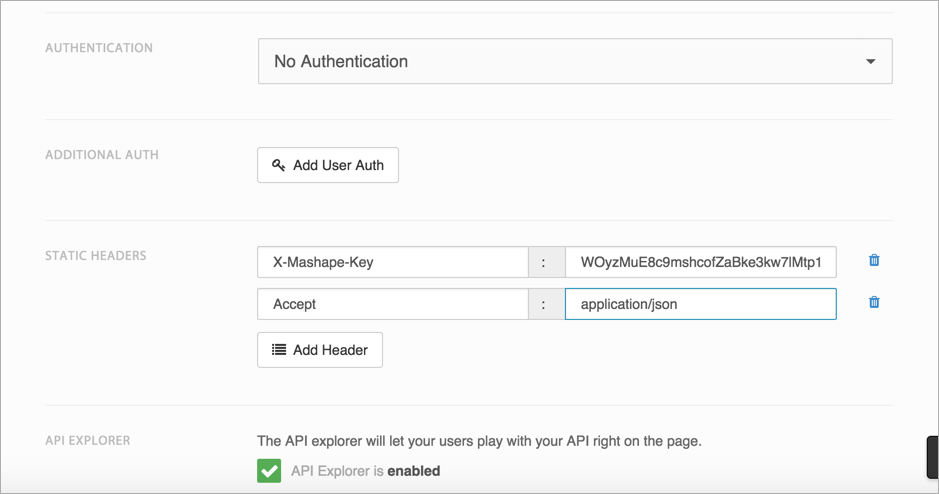 AUTHENTICATION
No Authentication
ADDITIONAL AUTH
Add User Auth
STATIC HEADERS
X-Mashape-Key : WOyzMuE8c9mshcofZaBke3kw7lMtp1
Accept : application/json
Add Header
API EXPLORER
The API explorer will let your users play with your API right on the page.
API Explorer is enabled